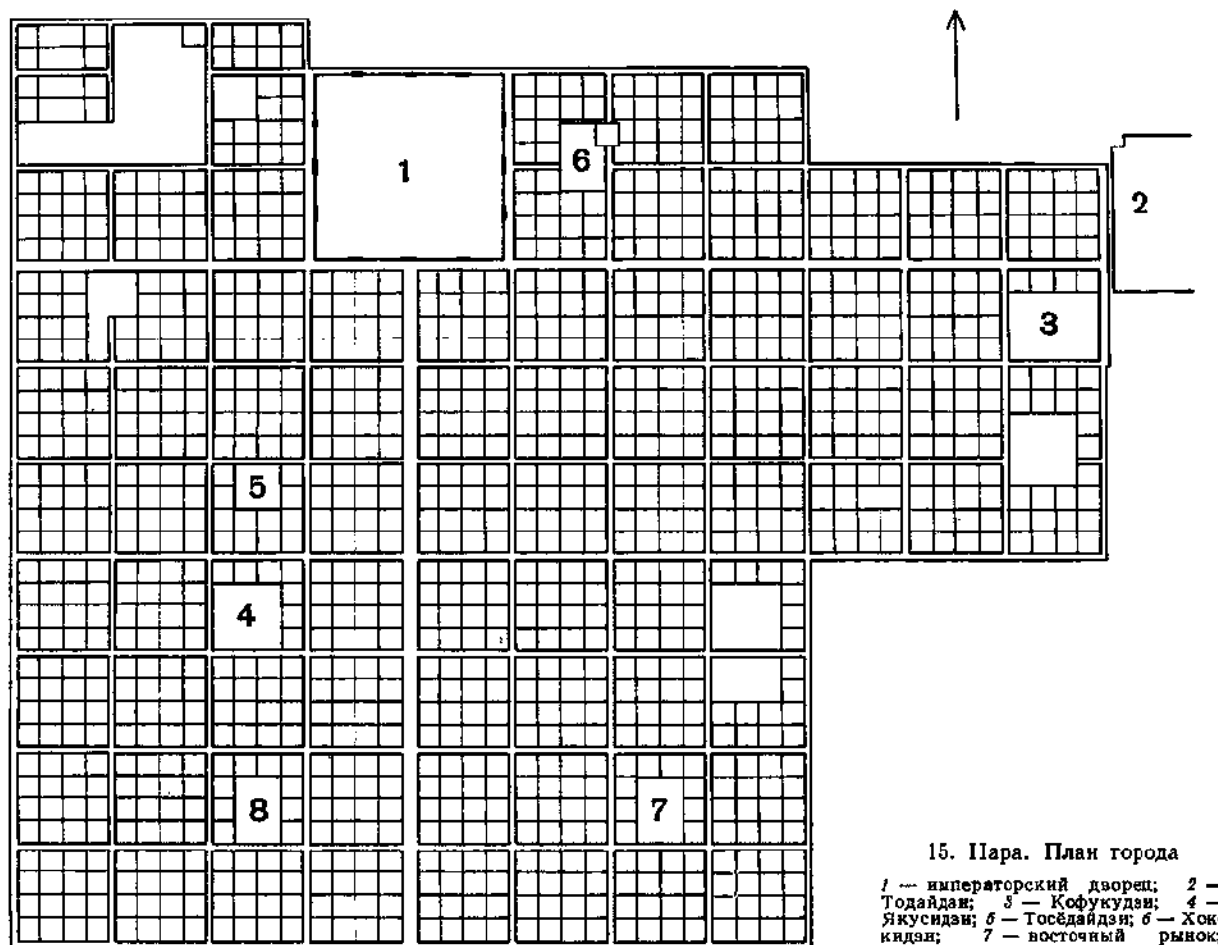 1
6
2
3
5
4
8
7
15. Нара. План города
1 — императорский дворец; 2 —
Тодайдзи; 3 — Кофукудзи; 4 —
Якусидзи; 5 — Тосёдайдзи; 6 — Хок-
кидзи; 7 — восточный рынок;